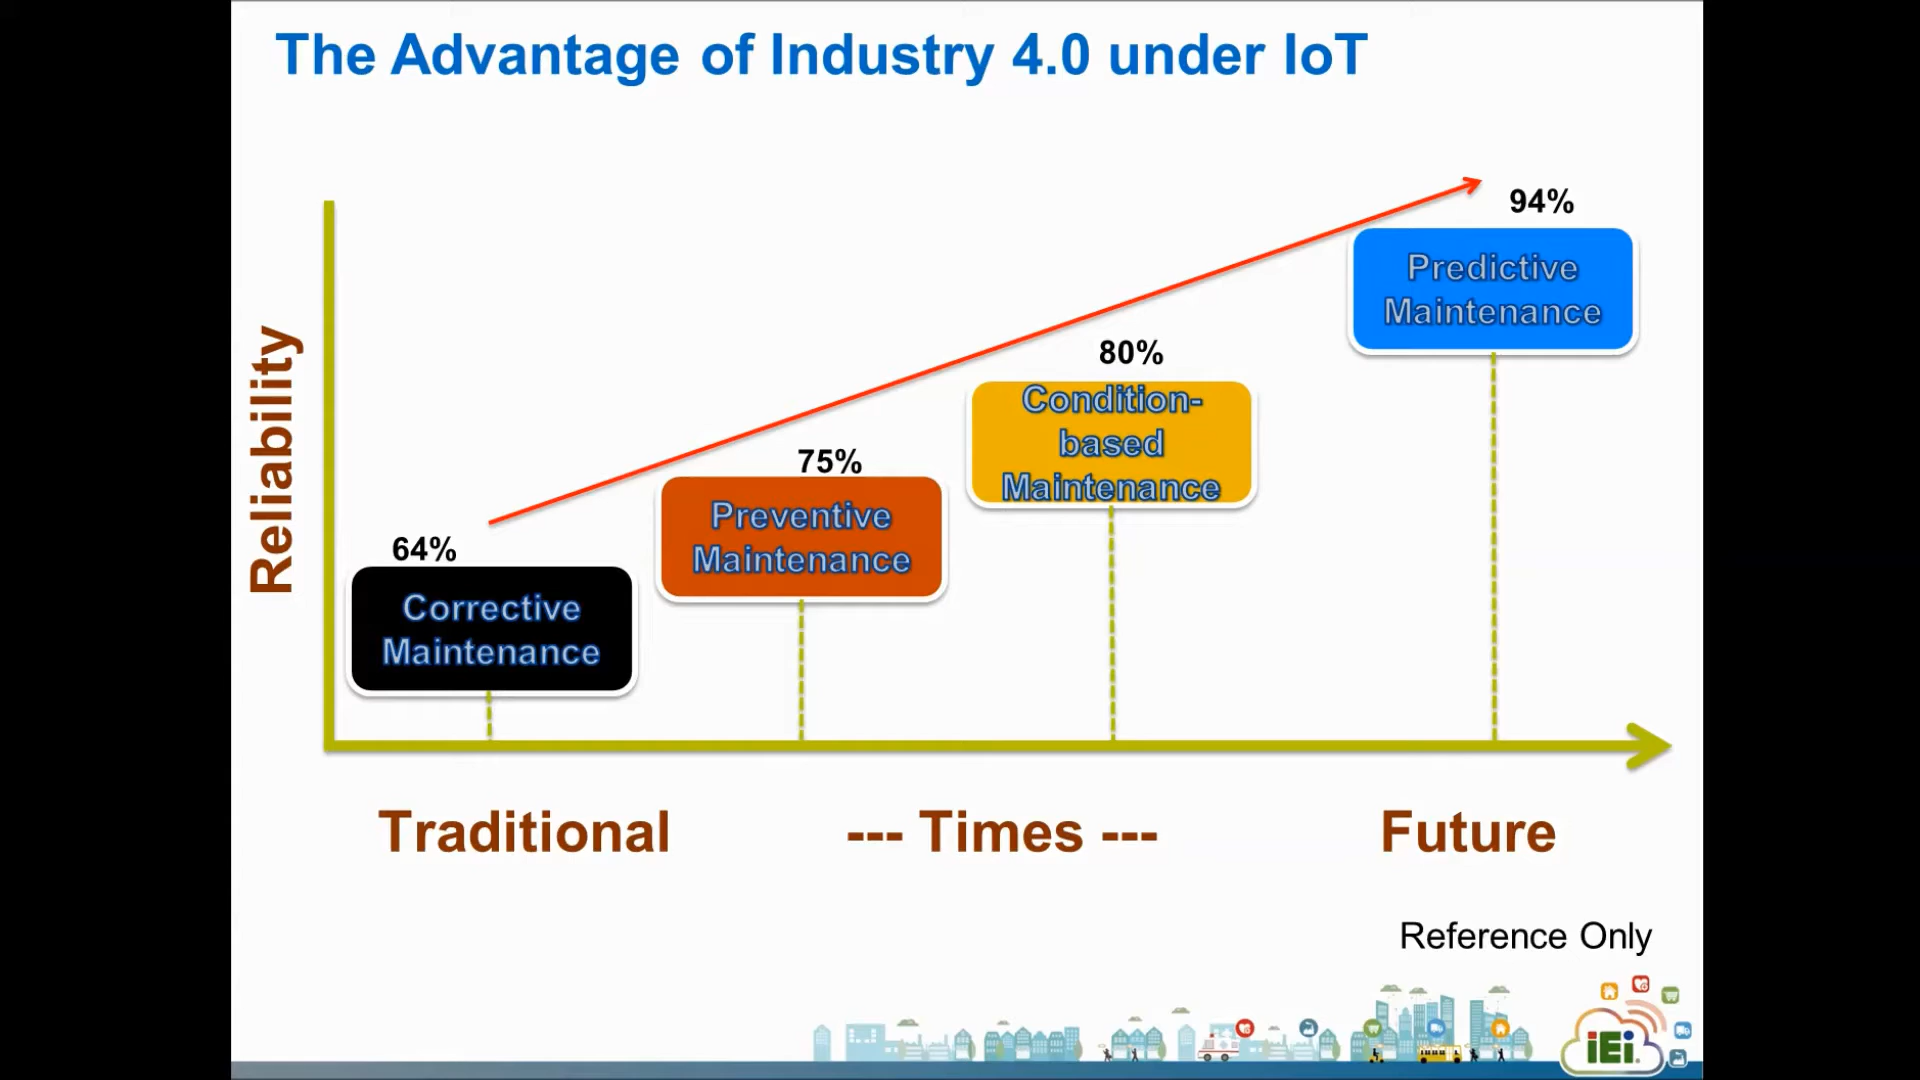 The Advantage of Industry 4.0 under IoT
94%
Predictive
Maintenance
80%
Condition-
based
Maintenance
75%
Preventive
Maintenance
64%
Corrective
Maintenance
Reliability
Traditional
--- Times ---
Future
Reference Only
iEi